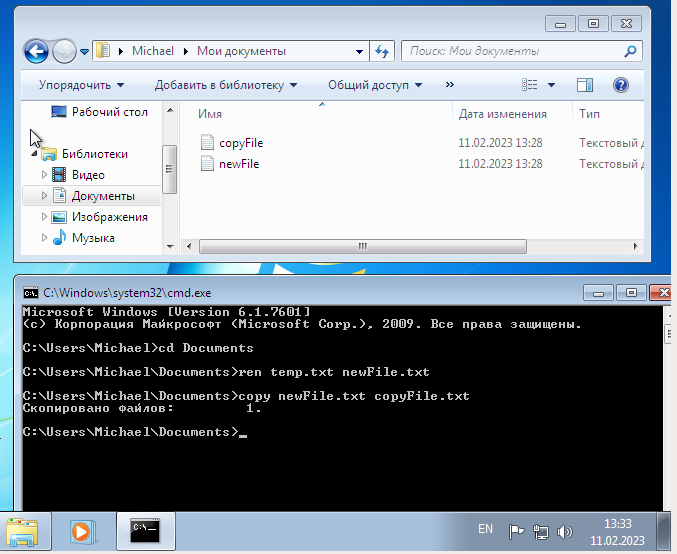 Michael Мои документы Поиск: Мои документы
Упорядочить Добавить в библиотеку Общий доступ »
Рабочий стол
Библиотеки
Видео
Документы
Изображения
Музыка
Имя Дата изменения Тип
copyFile 11.02.2023 13:28 Текстовый д
newFile 11.02.2023 13:28 Текстовый д
C:\Windows\system32\cmd.exe
Microsoft Windows [Version 6.1.7601]
(c) Корпорация Майкрософт (Microsoft Corp.), 2009. Все права защищены.
C:\Users\Michael>cd Documents
C:\Users\Michael\Documents>ren temp.txt newFile.txt
C:\Users\Michael\Documents>copy newFile.txt copyFile.txt
Скопировано файлов: 1.
C:\Users\Michael\Documents>_
C:\._
EN
13:33
11.02.2023